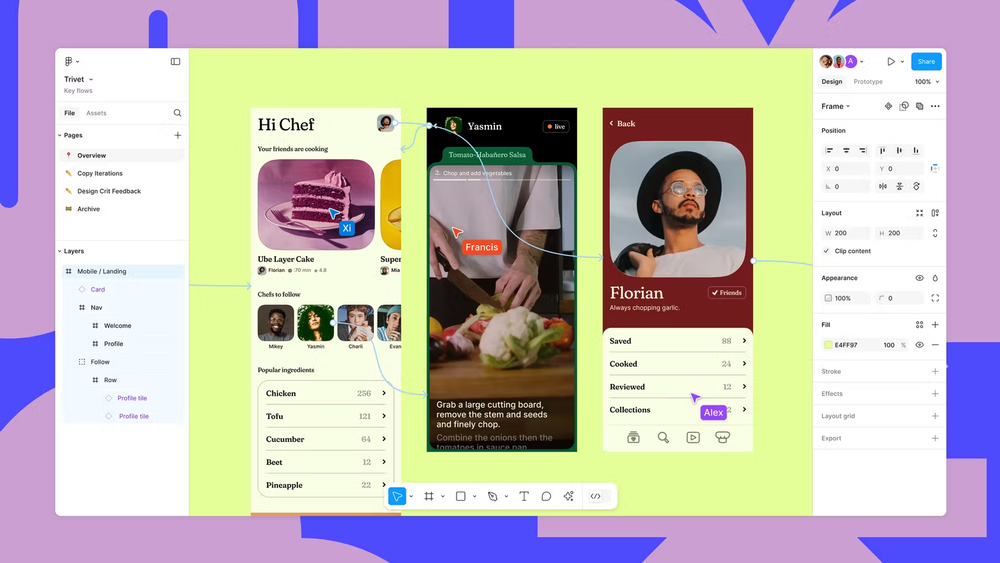 Trivet
Key flows
File
Assets
Pages
Overview
Copy Iterations
Design Crit Feedback
Archive
Layers
Mobile / Landing
Card
Nav
Welcome
Profile
Follow
Row
Profile tile
Profile tile
Hi Chef
Your friends are cooking
Xi
Ube Layer Cake
Super
Florian :70 min 4.8
Mia
Chefs to follow
Mikey
Yasmin
Charli
Evan
Popular ingredients
Chicken 256
Tofu 121
Cucumber 64
Beet 12
Pineapple 22
Yasmin
live
Tomato-Habañero Salsa
2. Chop and add vegetables
Francis
Grab a large cutting board,
remove the stem and seeds
and finely chop.
Combine the onions then the
tomatoes in sauce pan
Back
Florian
Friends
Always chopping garlic.
Saved 88
Cooked 24
Reviewed 12
Collections 2
Alex
A
Share
Design
Prototype
100%
Frame
Position
X 0
Y 0
0
Layout
W 200
H 200
Clip content
Appearance
100%
0
Fill
E4FF97 100 %
Stroke
Effects
Layout grid
Export